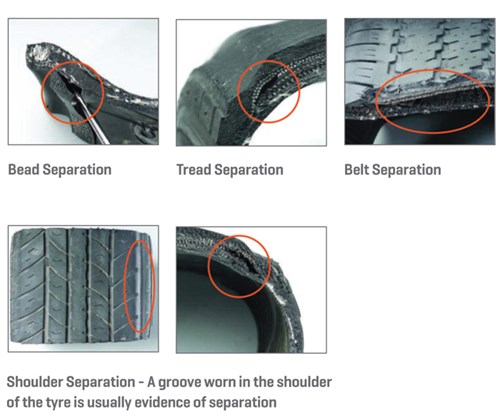 Bead Separation
Tread Separation
Belt Separation
Shoulder Separation - A groove worn in the shoulder
of the tyre is usually evidence of separation